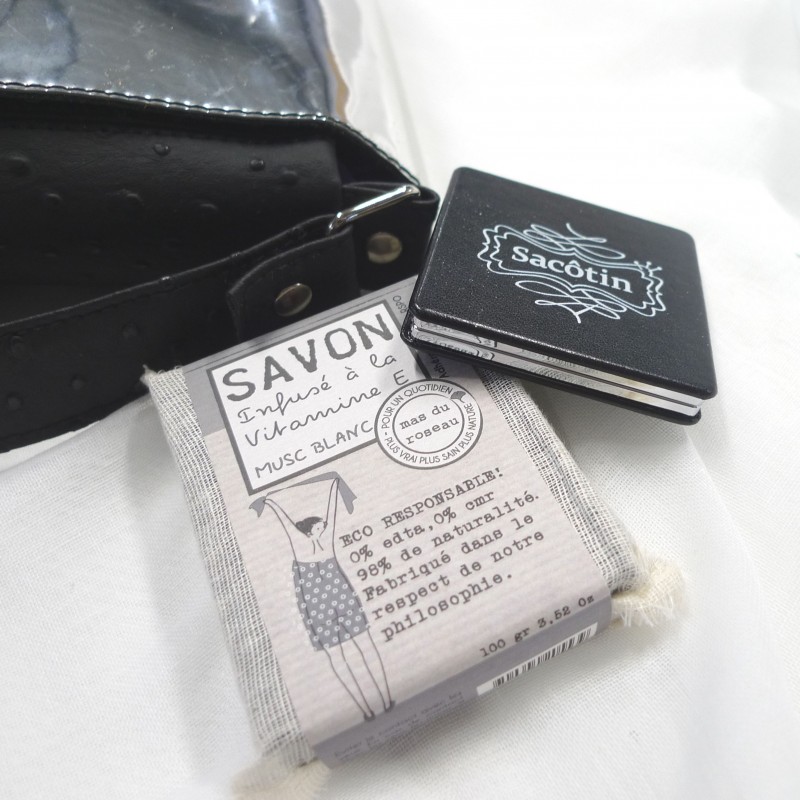 Sacôtin
SAVON
Infusé à la
Vitamine E
MUSC BLANC
POUR UN QUOTIDIEN
mas du
roseau
PLUS VRAI PLUS SAIN PLUS NATURE
ECO RESPONSABLE!
0% edta, 0% cmr
98% de naturalité.
Fabriqué dans le
respect de notre
philosophie.
100 gr 3.52 Oz